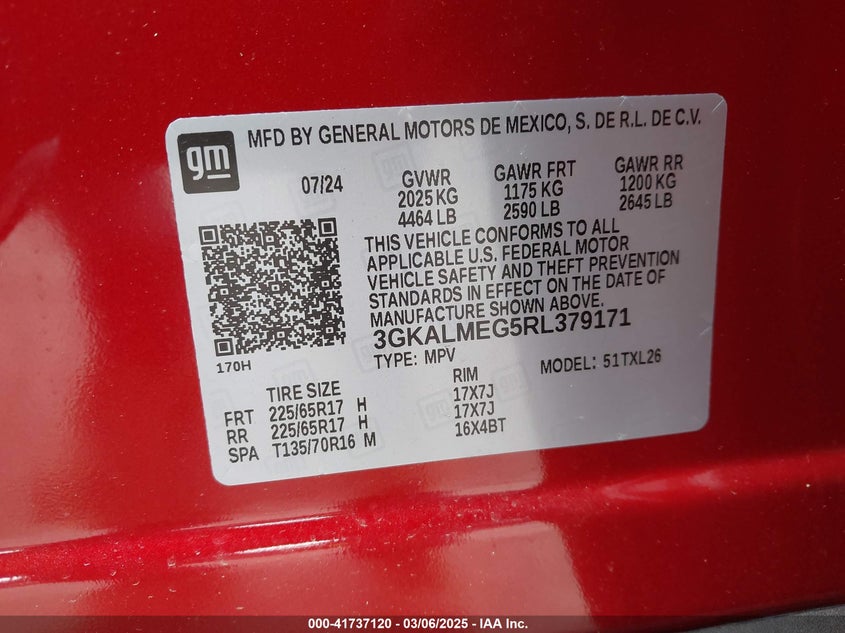 gm
MFD BY GENERAL MOTORS DE MEXICO, S. DE R.L. DE C.V.
07/24 GVWR GAWR FRT GAWR RR
2025 KG 1175 KG 1200 KG
4464 LB 2590 LB 2645 LB
THIS VEHICLE CONFORMS TO ALL
APPLICABLE U.S. FEDERAL MOTOR
VEHICLE SAFETY AND THEFT PREVENTION
STANDARDS IN EFFECT ON THE DATE OF
MANUFACTURE SHOWN ABOVE.
3GKALMEG5RL379171
170H
TYPE: MPV MODEL: 51TXL26
TIRE SIZE RIM
FRT 225/65R17 H 17X7J
RR 225/65R17 H 17X7J
SPA T135/70R16 M 16X4BT
000-41737120 — 03/06/2025 - IAA Inc.